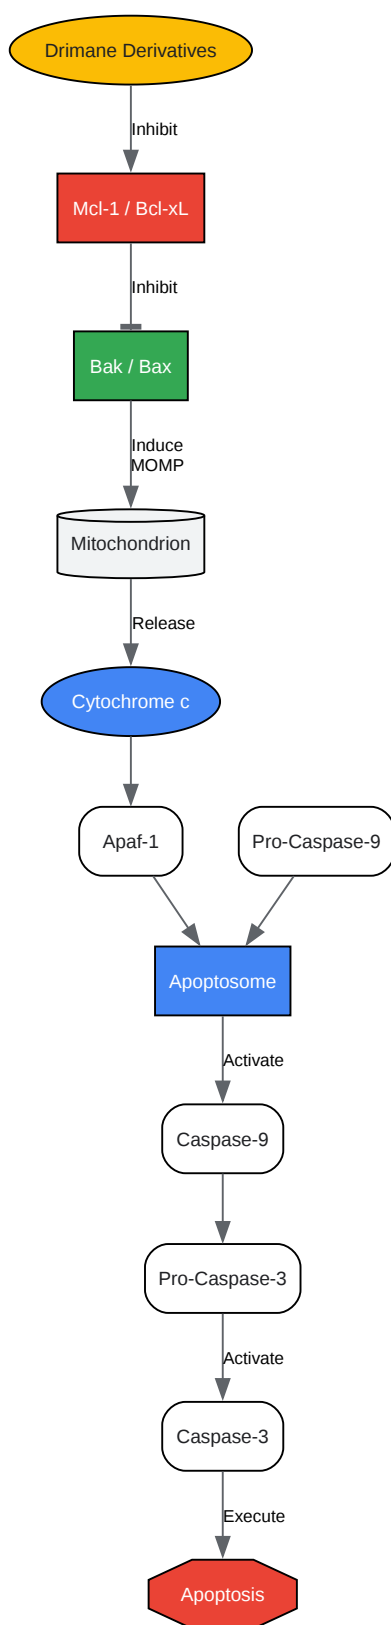 Drimane Derivatives
Inhibit
Mcl-1 / Bcl-xL
Inhibit
Bak / Bax
Induce
MOMP
Mitochondrion
Release
Cytochrome c
Apaf-1
Pro-Caspase-9
Apoptosome
Activate
Caspase-9
Pro-Caspase-3
Activate
Caspase-3
Execute
Apoptosis